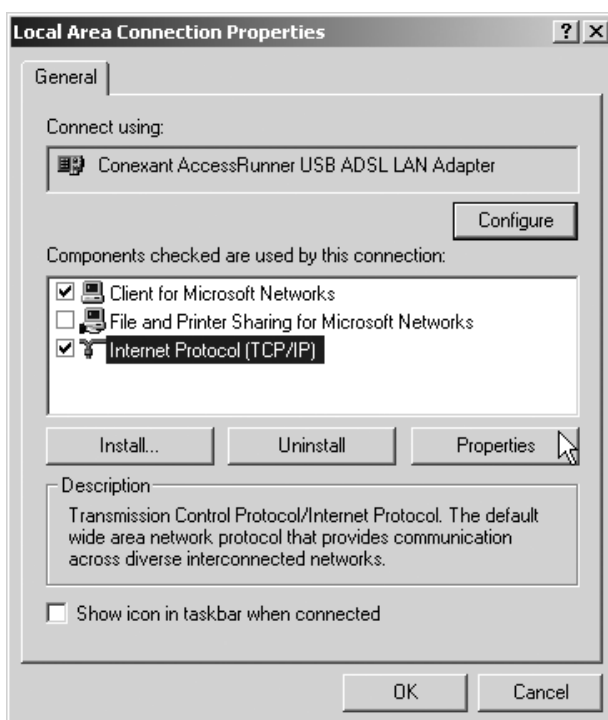 Local Area Connection Properties
General
Connect using:
Conexant AccessRunner USB ADSL LAN Adapter
Configure
Components checked are used by this connection:
Client for Microsoft Networks
File and Printer Sharing for Microsoft Networks
Internet Protocol (TCP/IP)
Install... Uninstall Properties
Description
Transmission Control Protocol/Internet Protocol. The default
wide area network protocol that provides communication
across diverse interconnected networks.
Show icon in taskbar when connected
OK Cancel